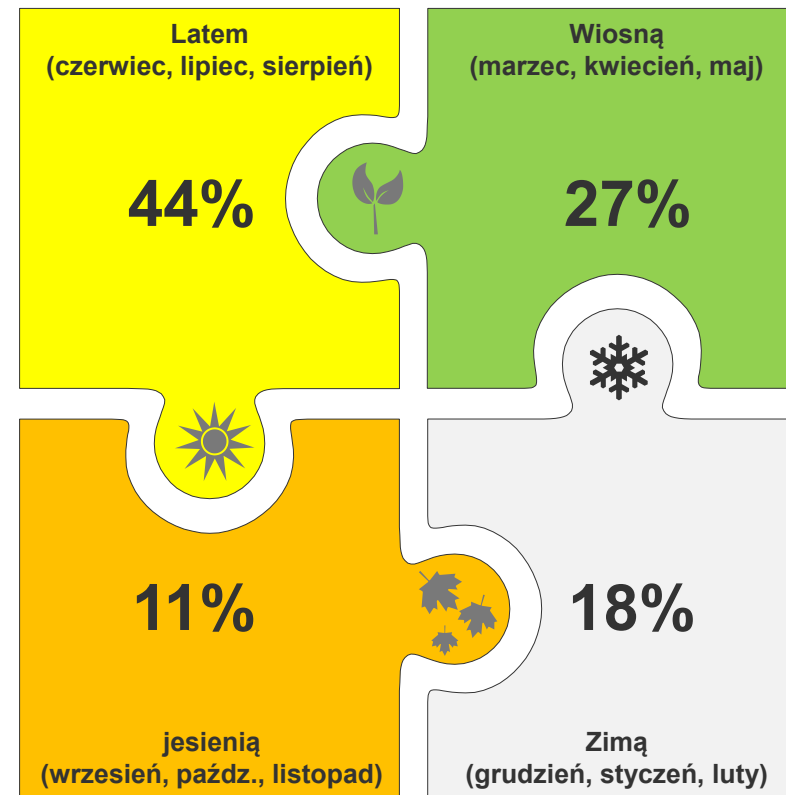 Latem
(czerwiec, lipiec, sierpień)
44%
Wiosną
(marzec, kwiecień, maj)
27%
11%
jesienią
(wrzesień, paźdz., listopad)
18%
Zimą
(grudzień, styczeń, luty)